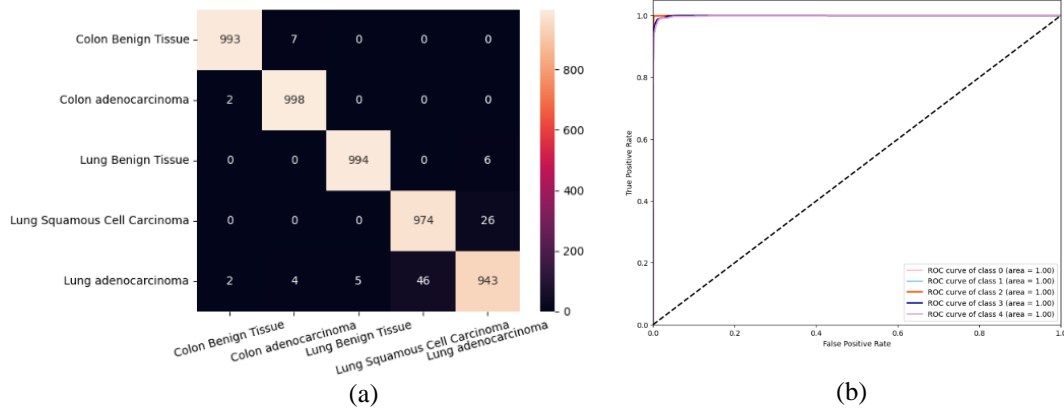 Colon Benign Tissue
993 7 0 0 0
Colon adenocarcinoma
2 998 0 0 0
Lung Benign Tissue
0 0 994 0 6
Lung Squamous Cell Carcinoma
0 0 0 974 26
Lung adenocarcinoma
2 4 5 46 943
Colon Benign Tissue
Colon adenocarcinoma
Lung Benign Tissue
Lung Squamous Cell Carcinoma
Lung adenocarcinoma
800
600
400
200
0
(a)
True Positive Rate
1.0
0.8
0.6
0.4
0.2
0.0
ROC curve of class 0 (area = 1.00)
ROC curve of class 1 (area = 1.00)
ROC curve of class 2 (area = 1.00)
ROC curve of class 3 (area = 1.00)
ROC curve of class 4 (area = 1.00)
0.0 0.2 0.4 0.6 0.8 1.0
False Positive Rate
(b)